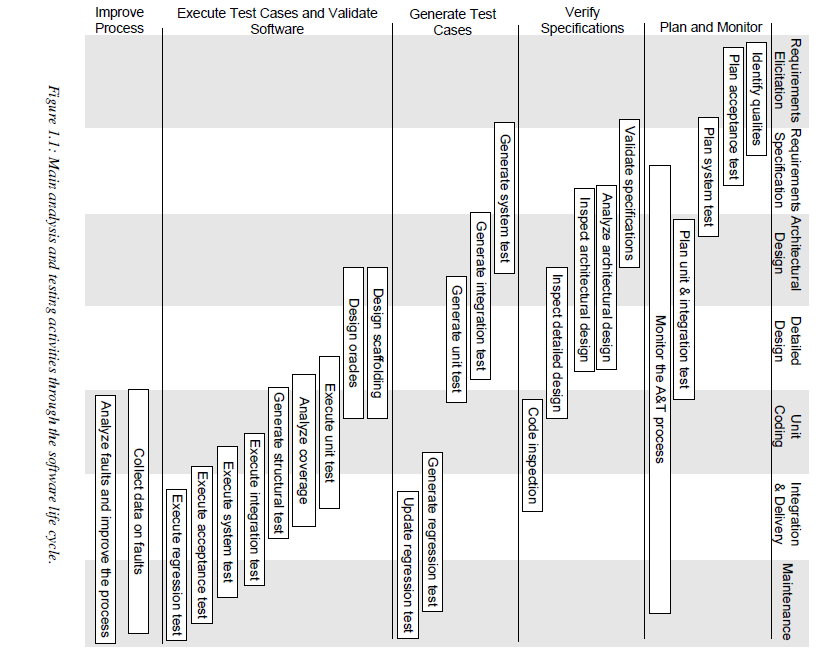 Improve
Process
Execute Test Cases and Validate
Software
Generate Test
Cases
Verify
Specifications
Plan and Monitor
Requirements
Elicitation
Requirements
Specification
Architectural
Design
Detailed
Design
Unit
Coding
Integration
& Delivery
Maintenance
Identify qualites
Plan acceptance test
Plan system test
Plan unit & integration test
Monitor the A&T process
Validate specifications
Analyze architectural design
Inspect architectural design
Inspect detailed design
Code inspection
Generate system test
Generate integration test
Generate unit test
Generate regression test
Update regression test
Design scaffolding
Design oracles
Execute unit test
Analyze coverage
Generate structural test
Execute integration test
Execute system test
Execute acceptance test
Execute regression test
Collect data on faults
Analyze faults and improve the process
Figure 1.1: Main analysis and testing activities through the software life cycle.